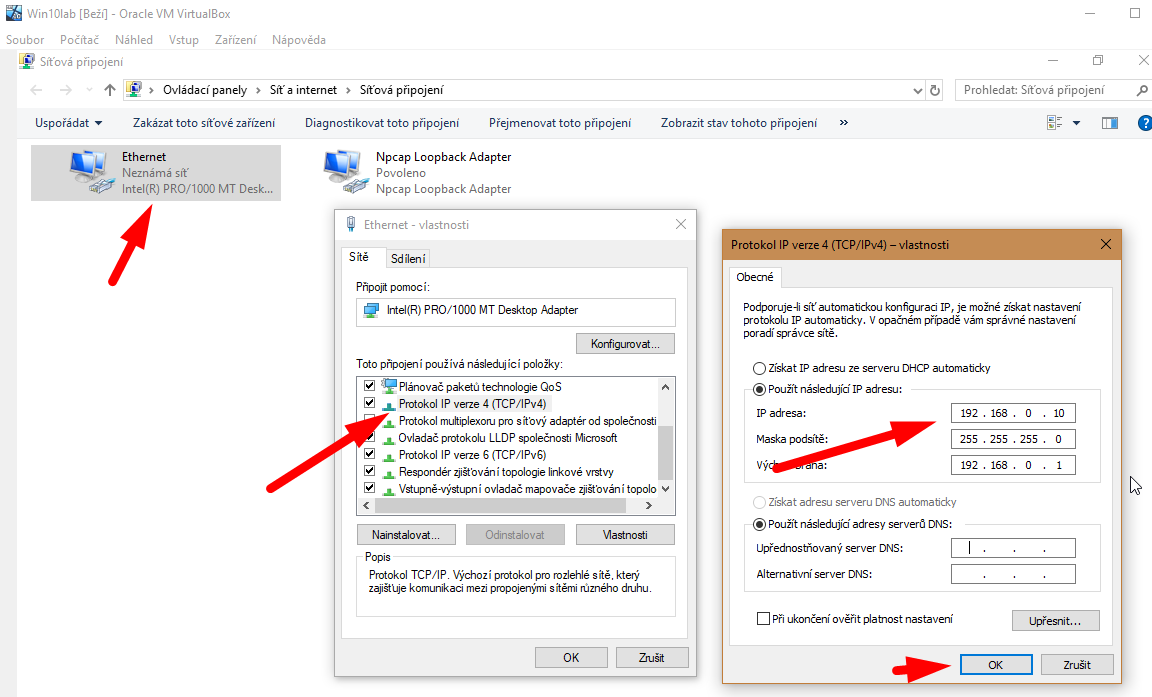 Win10lab [Beží] - Oracle VM VirtualBox
Soubor Počítač Náhled Vstup Zařízení Nápověda
Síťová připojení
Ovládací panely > Síť a internet > Síťová připojení
Prohledat: Síťová připojení
Uspořádat Zakázat toto síťové zařízení Diagnostikovat toto připojení Přejmenovat toto připojení Zobrazit stav tohoto připojení »
Ethernet
Neznámá síť
Intel(R) PRO/1000 MT Desk...
Npcap Loopback Adapter
Povoleno
Npcap Loopback Adapter
Ethernet - vlastnosti
Sítě Sdílení
Připojit pomocí:
Intel(R) PRO/1000 MT Desktop Adapter
Konfigurovat...
Toto připojení používá následující položky:
Plánovač paketů technologie QoS
Protokol IP verze 4 (TCP/IPv4)
Protokol multiplexoru pro síťový adaptér od společnosti
Ovladač protokolu LLDP společnosti Microsoft
Protokol IP verze 6 (TCP/IPv6)
Respondér zjišťování topologie linkové vrstvy
Vstupně-výstupní ovladač mapovače zjišťování topolo
Nainstalovat... Odinstalovat Vlastnosti
Popis
Protokol TCP/IP. Výchozí protokol pro rozlehlé sítě, který
zajišťuje komunikaci mezi propojenými sítěmi různého druhu.
OK Zrušit
Protokol IP verze 4 (TCP/IPv4) – vlastnosti
Obecné
Podporuje-li síť automatickou konfiguraci IP, je možné získat nastavení
protokolu IP automaticky. V opačném případě vám správné nastavení
poradí správce sítě.
Získat IP adresu ze serveru DHCP automaticky
Použít následující IP adresu:
IP adresa: 192 . 168 . 0 . 10
Maska podsítě: 255 . 255 . 255 . 0
192 . 168 . 0 . 1
Získat adresu serveru DNS automaticky
Použít následující adresy serverů DNS:
Upřednostňovaný server DNS: . . .
Alternativní server DNS: . . .
Při ukončení ověřit platnost nastavení
Upřesnit...
OK Zrušit